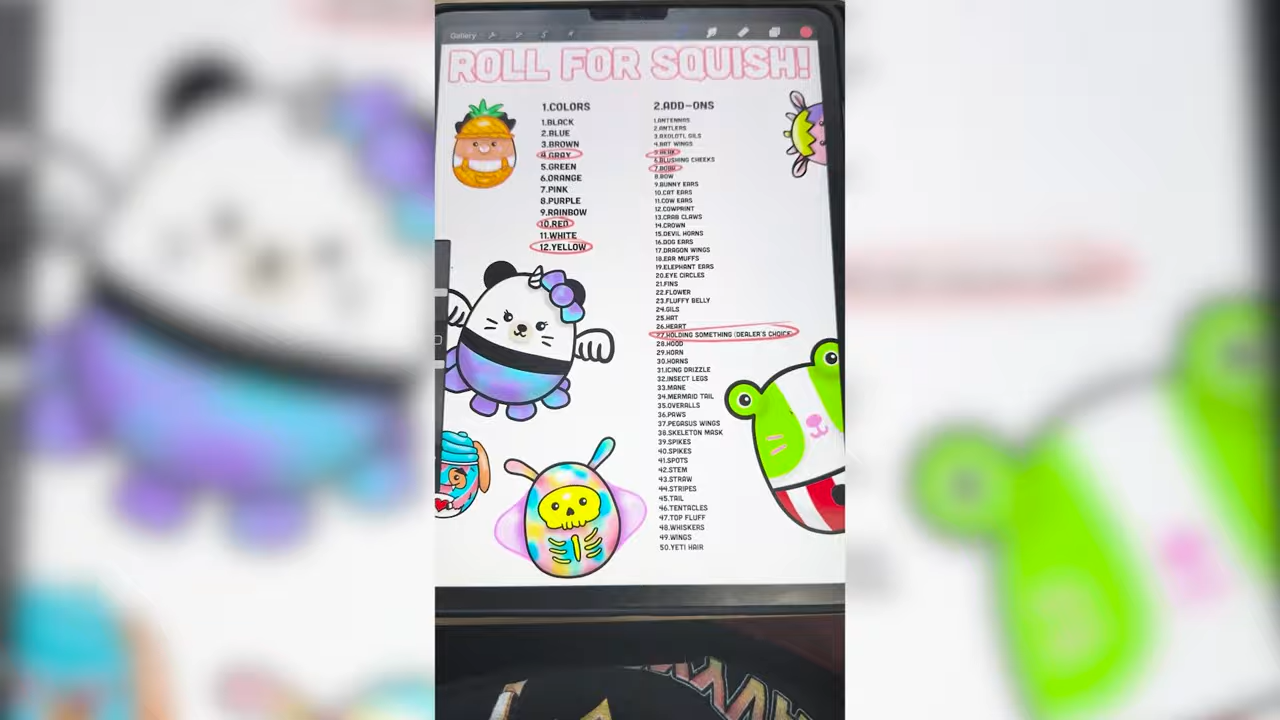 Gallery
ROLL FOR SQUISH!
1.COLORS
1.BLACK
2.BLUE
3.BROWN
4.GRAY
5.GREEN
6.ORANGE
7.PINK
8.PURPLE
9.RAINBOW
10.RED
11.WHITE
12.YELLOW
2.ADD-ONS
1.ANTENNAS
2.ANTLERS
3.AXOLOTL GILS
4.BAT WINGS
5.BEAK
6.BLUSHING CHEEKS
7.BOBA
8.BOW
9.BUNNY EARS
10.CAT EARS
11.COW EARS
12.COWPRINT
13.CRAB CLAWS
14.CROWN
15.DEVIL HORNS
16.DOG EARS
17.DRAGON WINGS
18.EAR MUFFS
19.ELEPHANT EARS
20.EYE CIRCLES
21.FINS
22.FLOWER
23.FLUFFY BELLY
24.GILS
25.HAT
26.HEART
27.HOLDING SOMETHING (DEALER'S CHOICE
28.HOOD
29.HORN
30.HORNS
31.ICING DRIZZLE
32.INSECT LEGS
33.MANE
34.MERMAID TAIL
35.OVERALLS
36.PAWS
37.PEGASUS WINGS
38.SKELETON MASK
39.SPIKES
40.SPIKES
41.SPOTS
42.STEM
43.STRAW
44.STRIPES
45.TAIL
46.TENTACLES
47.TOP FLUFF
48.WHISKERS
49.WINGS
50.YETI HAIR